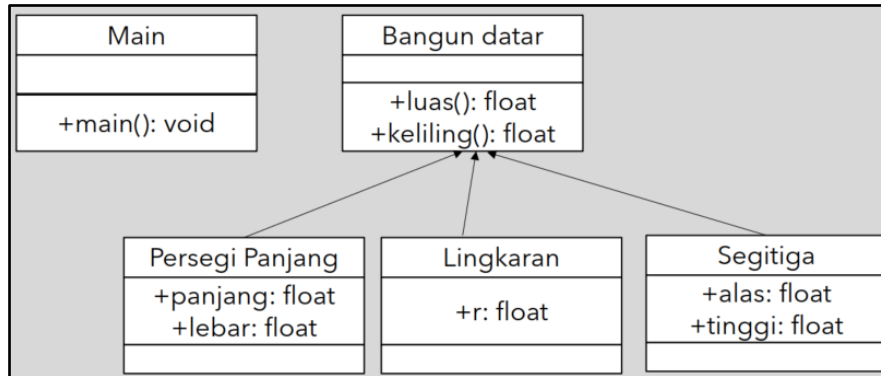 Main
+main(): void
Bangun datar
+luas(): float
+keliling(): float
Persegi Panjang
+panjang: float
+lebar: float
Lingkaran
+r: float
Segitiga
+alas: float
+tinggi: float